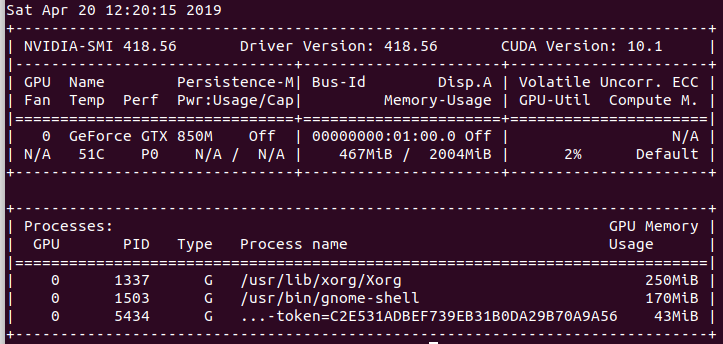 Sat Apr 20 12:20:15 2019
+-----------------------------------------------------------------------------+
| NVIDIA-SMI 418.56       Driver Version: 418.56       CUDA Version: 10.1     |
|-------------------------------+----------------------+----------------------+
| GPU  Name        Persistence-M| Bus-Id        Disp.A | Volatile Uncorr. ECC |
| Fan  Temp  Perf  Pwr:Usage/Cap|         Memory-Usage | GPU-Util  Compute M. |
|===============================+======================+======================|
|   0  GeForce GTX 850M    Off  | 00000000:01:00.0 Off |                  N/A |
| N/A   51C    P0    N/A /  N/A |    467MiB /  2004MiB |      2%      Default |
+-------------------------------+----------------------+----------------------+
+-----------------------------------------------------------------------------+
| Processes:                                                       GPU Memory |
|  GPU       PID   Type   Process name                             Usage      |
|=============================================================================|
|    0      1337      G   /usr/lib/xorg/Xorg                           250MiB |
|    0      1503      G   /usr/bin/gnome-shell                         170MiB |
|    0      5434      G   ...-token=C2E531ADBEF739EB31B0DA29B70A9A56    43MiB |
+-----------------------------------------------------------------------------+